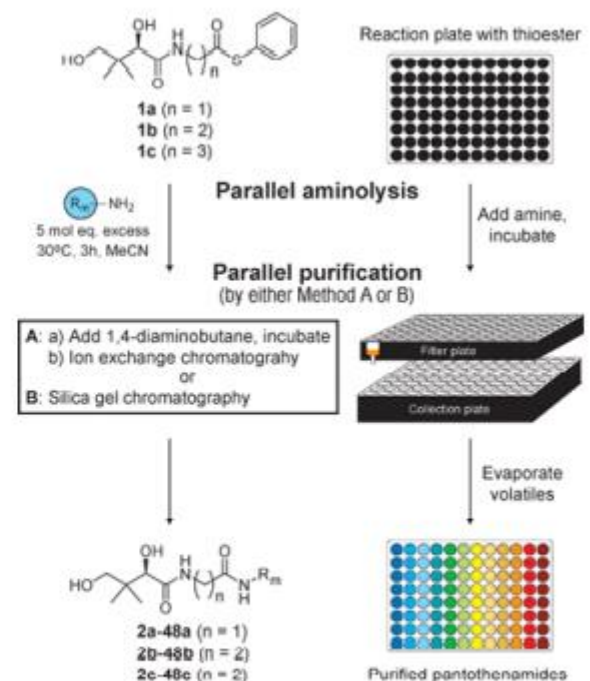 OH
HO
H
N
O
O
S
n
1a (n = 1)
1b (n = 2)
1c (n = 3)
Reaction plate with thioester
Parallel aminolysis
Rm NH2
5 mol eq. excess
30ºC, 3h, MeCN
Add amine,
incubate
Parallel purification
(by either Method A or B)
A: a) Add 1,4-diaminobutane, incubate
b) Ion exchange chromatograhy
or
B: Silica gel chromatography
Filter plate
Collection plate
Evaporate
volatiles
OH
HO
H
N
O
O
N
H
Rm
n
2a-48a (n = 1)
2b-48b (n = 2)
2c-48c (n = 2)
Purified pantothenamides